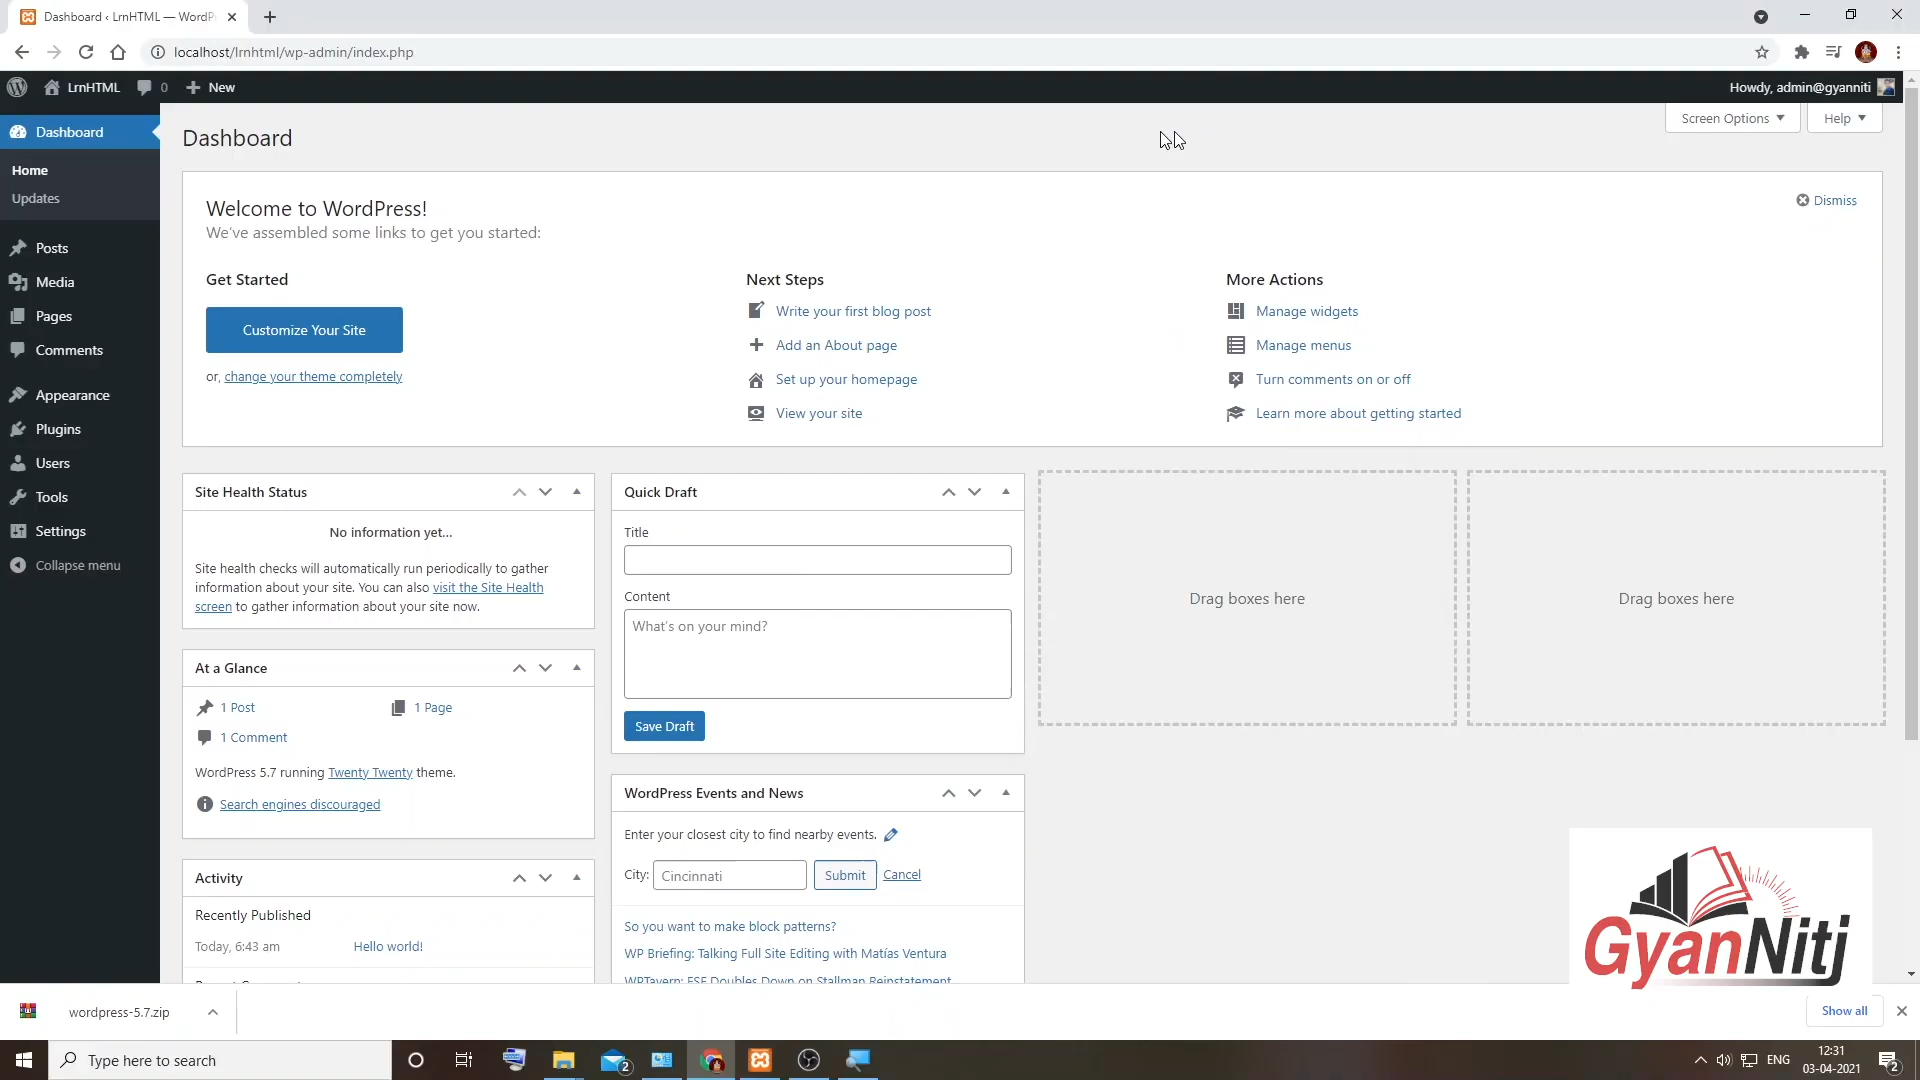 Dashboard ‹ LrnHTML — WordP
localhost/lrnhtml/wp-admin/index.php
LrnHTML
0
New
Howdy, admin@gyanniti
Dashboard
Home
Updates
Posts
Media
Pages
Comments
Appearance
Plugins
Users
Tools
Settings
Collapse menu
Dashboard
Screen Options
Help
Welcome to WordPress!
We've assembled some links to get you started:
Dismiss
Get Started
Customize Your Site
or, change your theme completely
Next Steps
Write your first blog post
Add an About page
Set up your homepage
View your site
More Actions
Manage widgets
Manage menus
Turn comments on or off
Learn more about getting started
Site Health Status
No information yet...
Site health checks will automatically run periodically to gather
information about your site. You can also visit the Site Health
screen to gather information about your site now.
At a Glance
1 Post
1 Page
1 Comment
WordPress 5.7 running Twenty Twenty theme.
Search engines discouraged
Activity
Recently Published
Today, 6:43 am
Hello world!
Quick Draft
Title
Content
What's on your mind?
Save Draft
WordPress Events and News
Enter your closest city to find nearby events.
City:
Cincinnati
Submit
Cancel
So you want to make block patterns?
WP Briefing: Talking Full Site Editing with Matías Ventura
WPTavern: FSF Doubles Down on Stallman Reinstatement
Drag boxes here
Drag boxes here
GyanNiti
wordpress-5.7.zip
Show all
Type here to search
2
ENG
12:31
03-04-2021
2